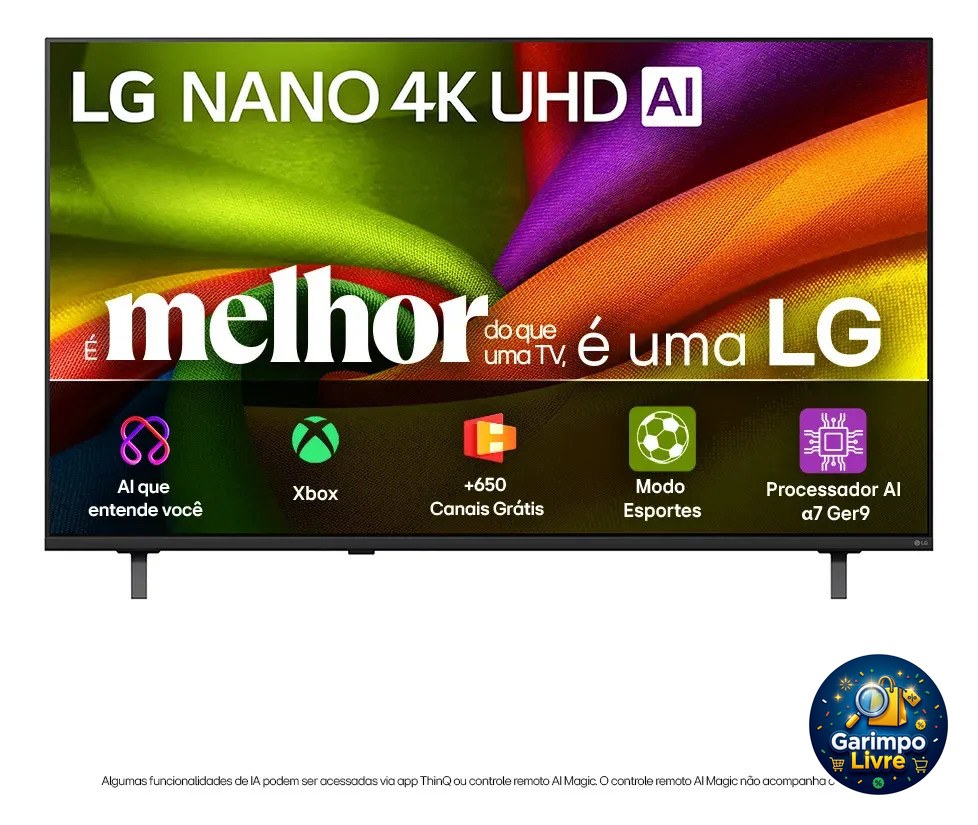 LG NANO 4K UHD AI
É melhor do que uma TV, é uma LG
AI que
entende você
Xbox
+650
Canais Grátis
Modo
Esportes
Processador AI
α7 Ger9
LG
Garimpo
Livre
Algumas funcionalidades de IA podem ser acessadas via app ThinQ ou controle remoto AI Magic. O controle remoto AI Magic não acompanha